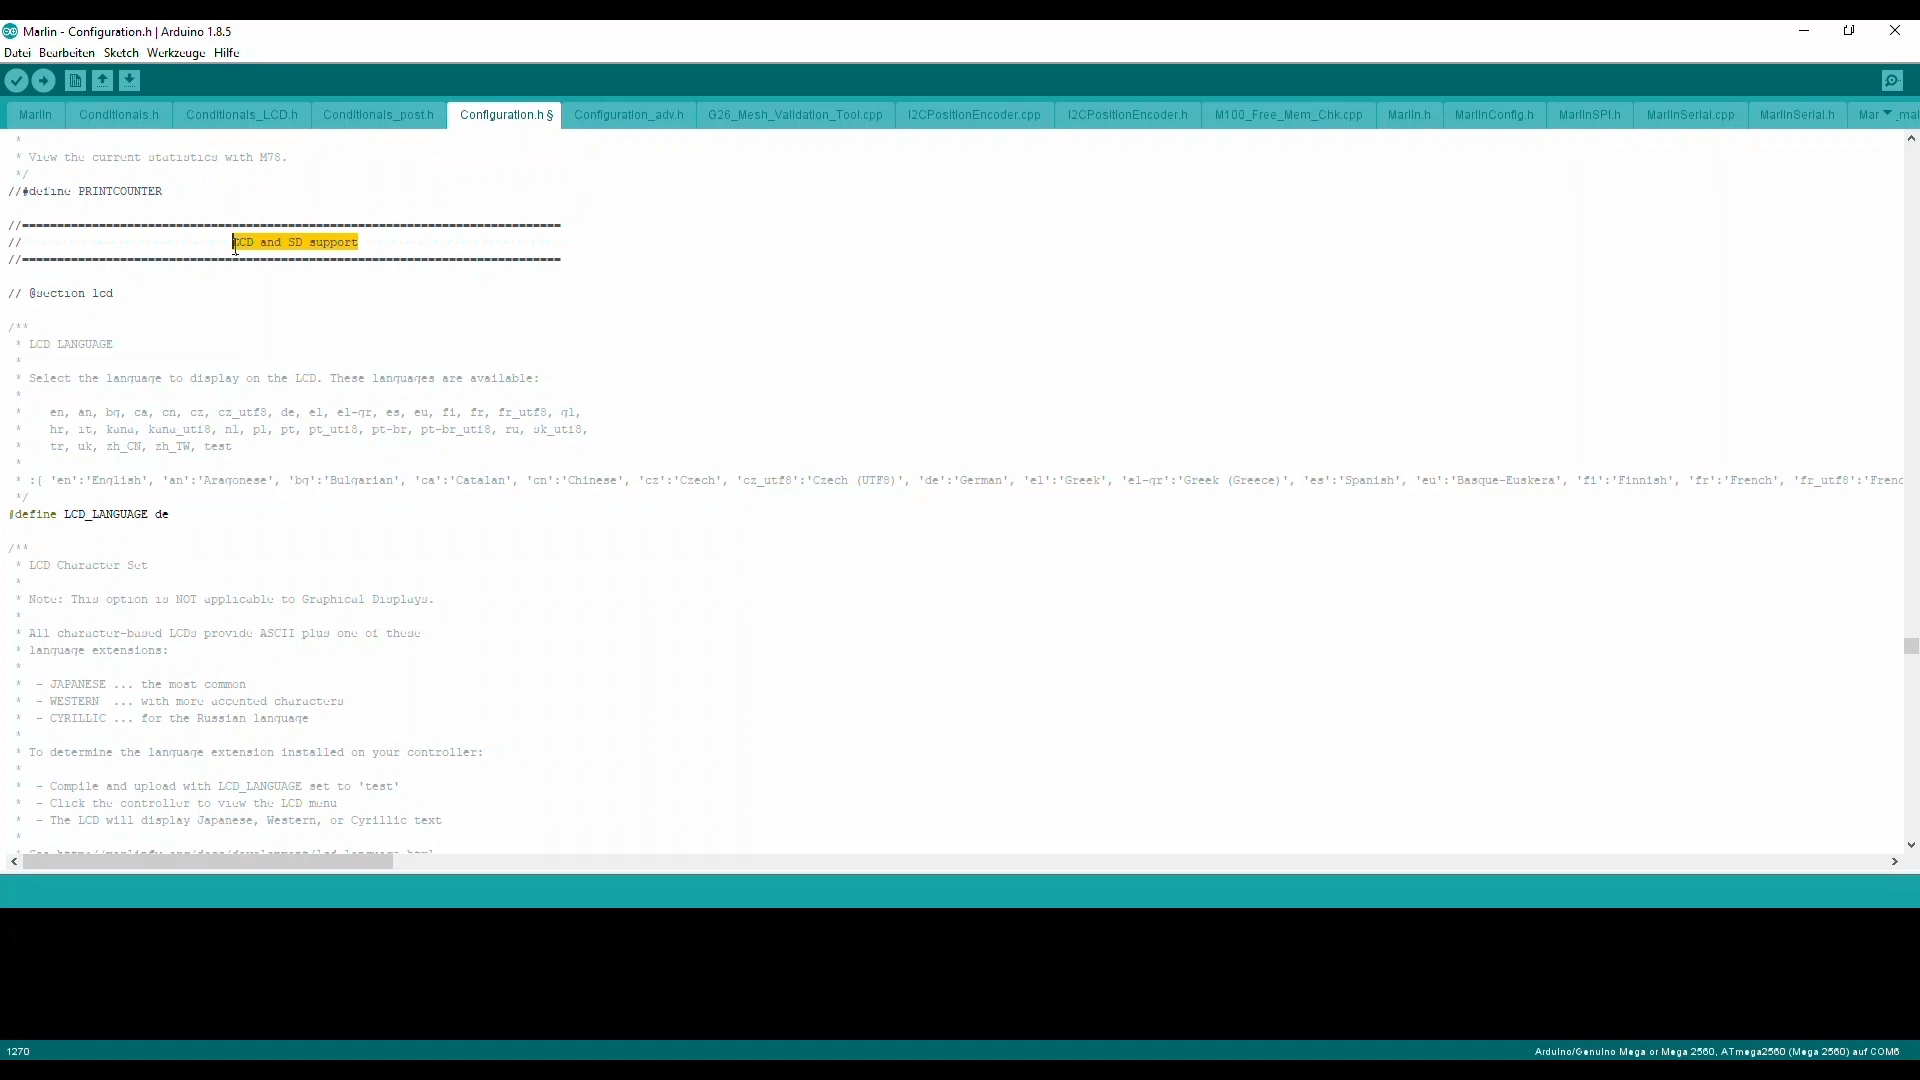 Marlin - Configuration.h | Arduino 1.8.5
Datei Bearbeiten Sketch Werkzeuge Hilfe
Marlin Conditionals.h Conditionals_LCD.h Conditionals_post.h Configuration.h § Configuration_adv.h G26_Mesh_Validation_Tool.cpp I2CPositionEncoder.cpp I2CPositionEncoder.h M100_Free_Mem_Chk.cpp Marlin.h MarlinConfig.h MarlinSPI.h MarlinSerial.cpp MarlinSerial.h Mar _mai
*
* View the current statistics with M78.
*/
//#define PRINTCOUNTER
//=============================================================================
// LCD and SD support
//=============================================================================
// @section lcd
/**
* LCD LANGUAGE
*
* Select the language to display on the LCD. These languages are available:
*
* en, an, bg, ca, cn, cz, cz_utf8, de, el, el-gr, es, eu, fi, fr, fr_utf8, gl,
* hr, it, kana, kana_utf8, nl, pl, pt, pt_utf8, pt-br, pt-br_utf8, ru, sk_utf8,
* tr, uk, zh_CN, zh_TW, test
*
* :{ 'en':'English', 'an':'Aragonese', 'bg':'Bulgarian', 'ca':'Catalan', 'cn':'Chinese', 'cz':'Czech', 'cz_utf8':'Czech (UTF8)', 'de':'German', 'el':'Greek', 'el-gr':'Greek (Greece)', 'es':'Spanish', 'eu':'Basque-Euskera', 'fi':'Finnish', 'fr':'French', 'fr_utf8':'Frenc
*/
#define LCD_LANGUAGE de
/**
* LCD Character Set
*
* Note: This option is NOT applicable to Graphical Displays.
*
* All character-based LCDs provide ASCII plus one of these
* language extensions:
*
* - JAPANESE ... the most common
* - WESTERN ... with more accented characters
* - CYRILLIC ... for the Russian language
*
* To determine the language extension installed on your controller:
*
* - Compile and upload with LCD_LANGUAGE set to 'test'
* - Click the controller to view the LCD menu
* - The LCD will display Japanese, Western, or Cyrillic text
*
* See http://marlinfw.org/docs/development/lcd_language.html
1270
Arduino/Genuino Mega or Mega 2560, ATmega2560 (Mega 2560) auf COM6